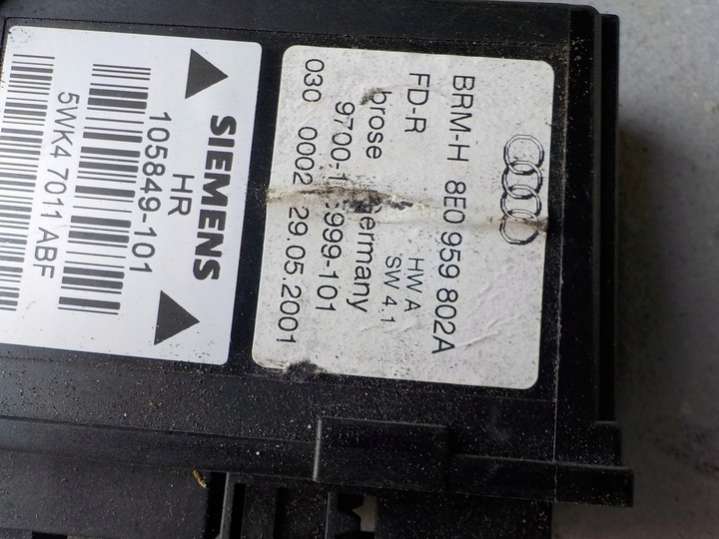 SIEMENS
HR
105849-101
5WK4 7011 ABF
BRM-H 8E0 959 802A
FD-R HW A
SW 4.1
brose Germany
9700- 999-101
030 0002 29.05.2001